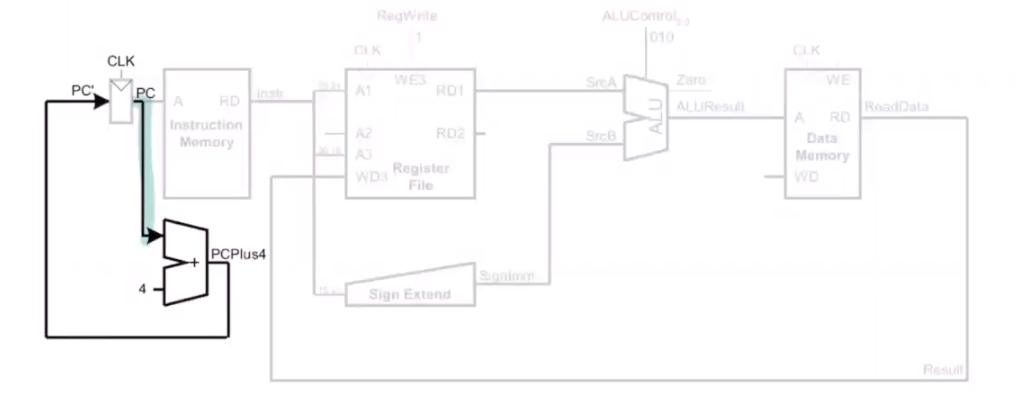 RegWrite
1
ALUControl2:0
010
CLK
CLK
CLK
PC'
PC
A
RD
Instruction
Memory
Instr
25:21
A1
WE3
RD1
A2
RD2
20:16
A3
WD3
Register
File
SrcA
SrcB
ALU
Zero
ALUResult
WE
A
RD
Data
Memory
WD
ReadData
PCPlus4
+
4
15:0
Sign Extend
SignImm
Result